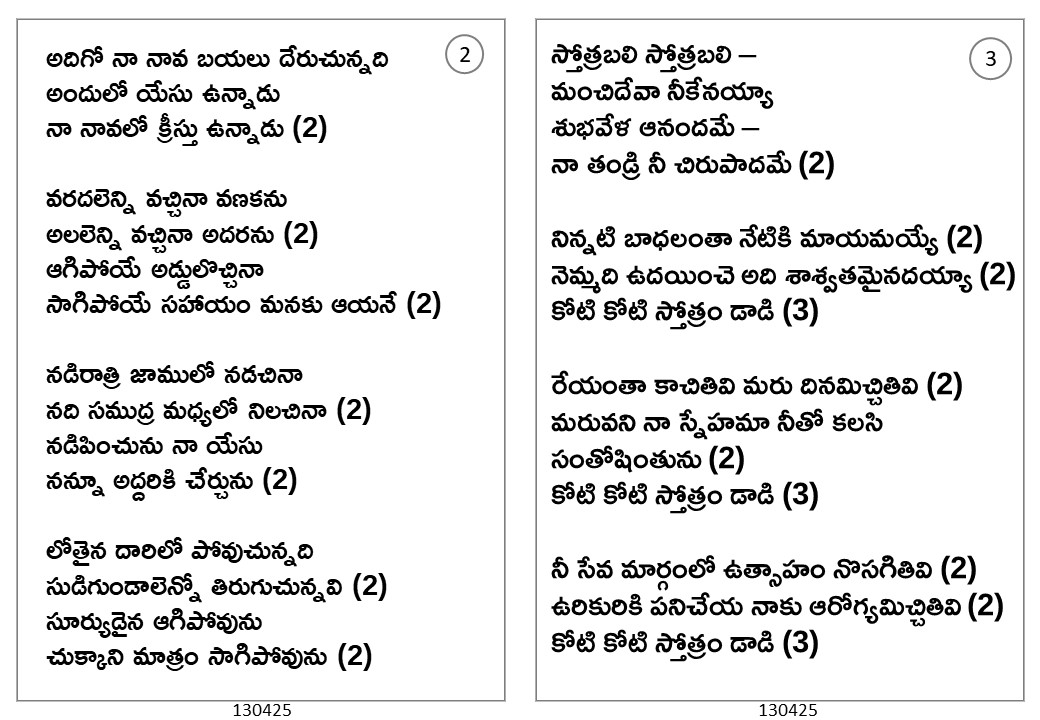 2
అదిగో నా నావ బయలు దేరుచున్నది
అందులో యేసు ఉన్నాడు
నా నావలో క్రీస్తు ఉన్నాడు (2)
వరదలెన్ని వచ్చినా వణకను
అలలెన్ని వచ్చినా అదరను (2)
ఆగిపోయే అడ్డులొచ్చినా
సాగిపోయే సహాయం మనకు ఆయనే (2)
నడిరాత్రి జాములో నడచినా
నది సముద్ర మధ్యలో నిలచినా (2)
నడిపించును నా యేసు
నన్నూ అద్దరికి చేర్చును (2)
లోతైన దారిలో పోవుచున్నది
సుడిగుండాలెన్నో తిరుగుచున్నవి (2)
సూర్యుడైన ఆగిపోవును
చుక్కాని మాత్రం సాగిపోవును (2)
130425
3
స్తోత్రబలి స్తోత్రబలి –
మంచిదేవా నీకేనయ్యా
శుభవేళ ఆనందమే –
నా తండ్రి నీ చిరుపాదమే (2)
నిన్నటి బాధలంతా నేటికి మాయమయ్యే (2)
నెమ్మది ఉదయించె అది శాశ్వతమైనదయ్యా (2)
కోటి కోటి స్తోత్రం డాడి (3)
రేయంతా కాచితివి మరు దినమిచ్చితివి (2)
మరువని నా స్నేహమా నీతో కలసి
సంతోషింతును (2)
కోటి కోటి స్తోత్రం డాడి (3)
నీ సేవ మార్గంలో ఉత్సాహం నొసగితివి (2)
ఉరికురికి పనిచేయ నాకు ఆరోగ్యమిచ్చితివి (2)
కోటి కోటి స్తోత్రం డాడి (3)
130425